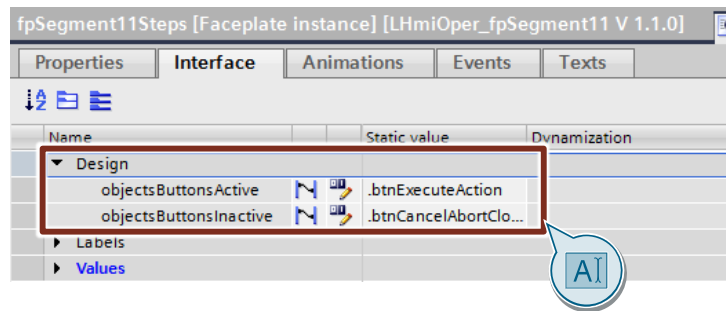 fpSegment11Steps [Faceplate instance] [LHmiOper_fpSegment11 V 1.1.0]
Properties Interface Animations Events Texts
Name Static value Dynamization
Design
objectsButtonsActive .btnExecuteAction
objectsButtonsInactive .btnCancelAbortClo...
Labels
Values
A